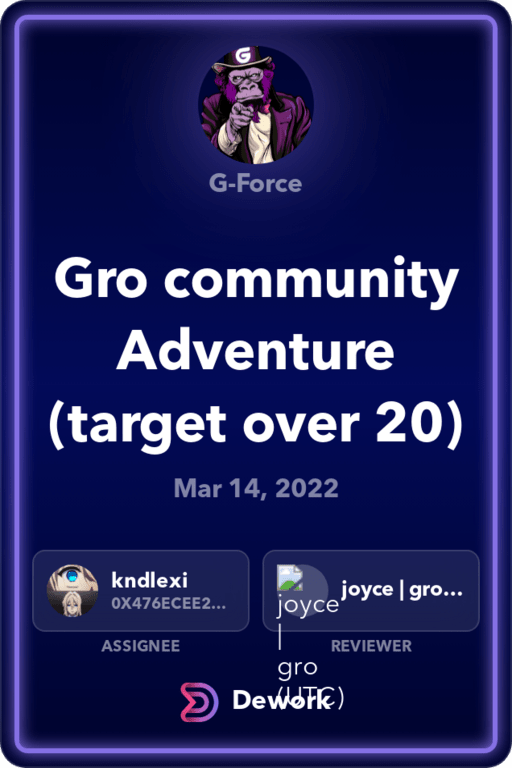 G
G-Force
Gro community
Adventure
(target over 20)
Mar 14, 2022
kndlexi
0X476ECEE2...
joyce | gro...
ASSIGNEE
REVIEWER
joyce
|
gro
(UTC)
Dework